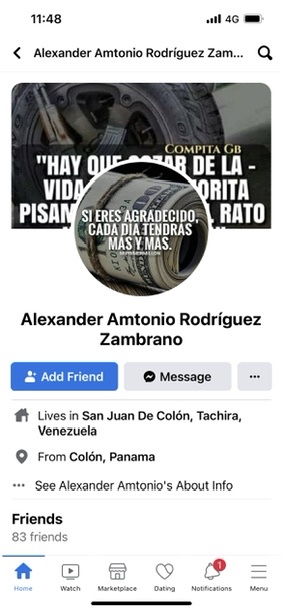 11:48
4G
Alexander Amtonio Rodríguez Zam...
COMPITA GB
"HAY QUE GOZAR DE LA -
VIDA
ORITA
PISAM
RATO
SI ERES AGRADECIDO,
CADA DIA TENDRAS
MAS Y MAS.
Alexander Amtonio Rodríguez
Zambrano
Add Friend
Message
Lives in San Juan De Colón, Tachira,
Venezuela
From Colón, Panama
See Alexander Amtonio's About Info
Friends
83 friends
Home
Watch
Marketplace
Dating
1
Notifications
Menu